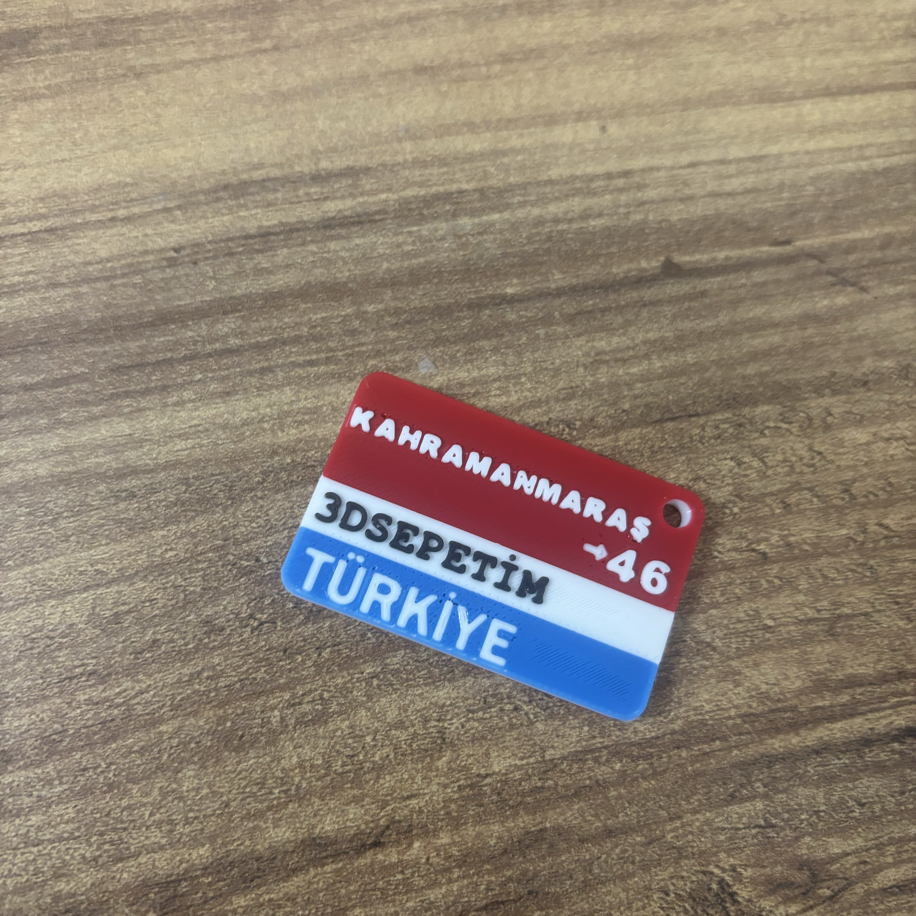 KAHRAMANMARAŞ
→46
3DSEPETİM
TÜRKİYE